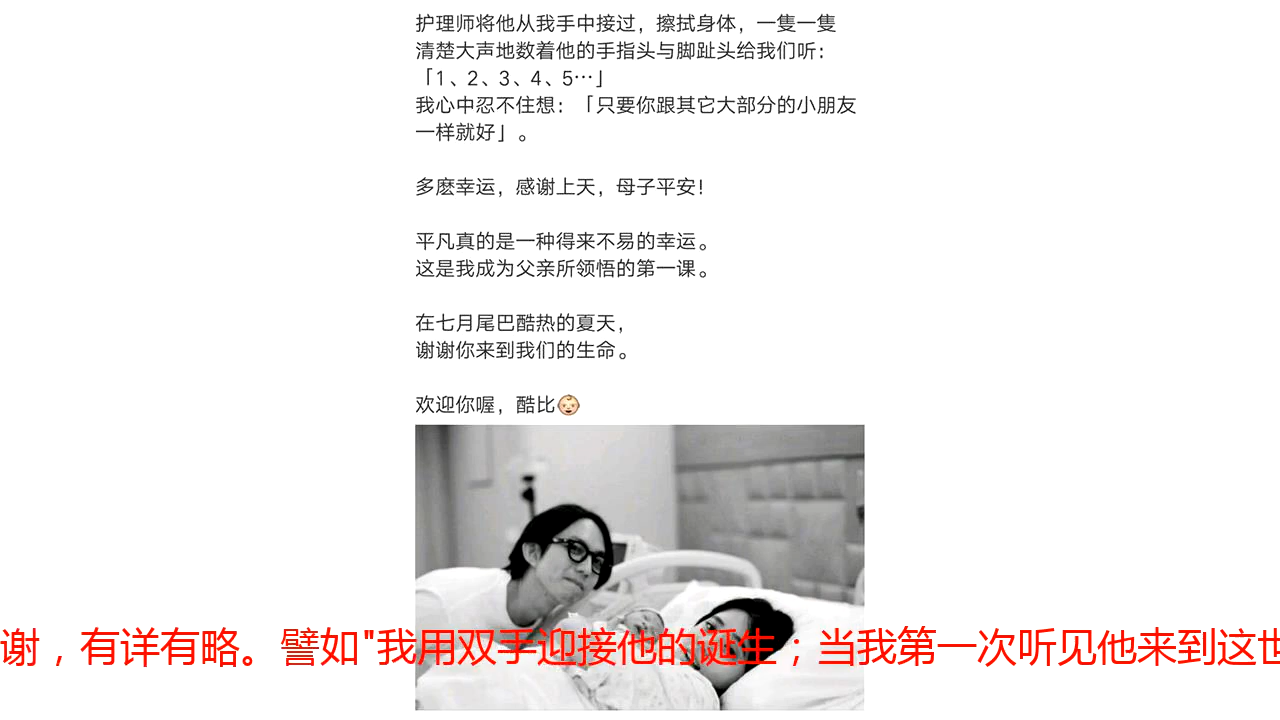 护理师将他从我手中接过，擦拭身体，一隻一隻
清楚大声地数着他的手指头与脚趾头给我们听：
「1、2、3、4、5…」
我心中忍不住想：「只要你跟其它大部分的小朋友
一样就好」。
多麽幸运，感谢上天，母子平安！
平凡真的是一种得来不易的幸运。
这是我成为父亲所领悟的第一课。
在七月尾巴酷热的夏天，
谢谢你来到我们的生命。
欢迎你喔，酷比👶
谢，有详有略。譬如"我用双手迎接他的诞生；当我第一次听见他来到这世